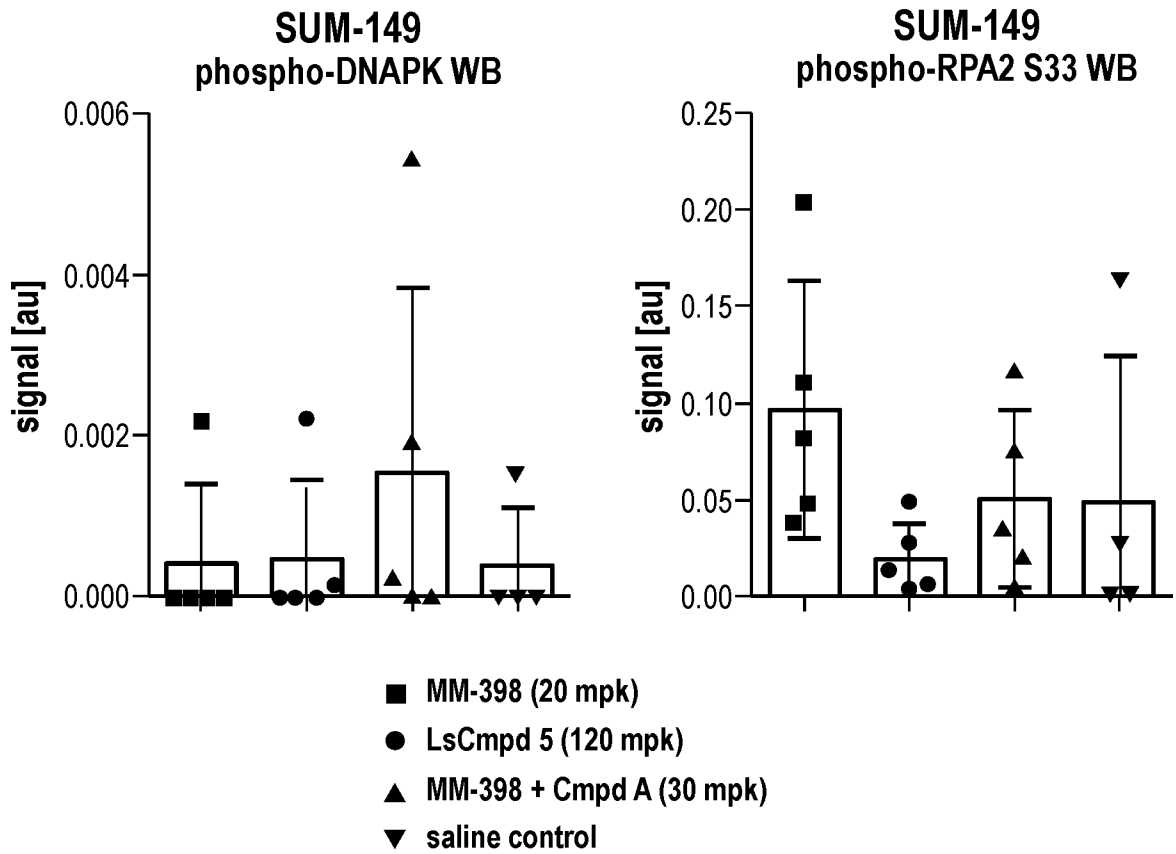 SUM-149
phospho-DNAPK WB
signal [au]
0.006
0.004
0.002
0.000
SUM-149
phospho-RPA2 S33 WB
signal [au]
0.25
0.20
0.15
0.10
0.05
0.00
MM-398 (20 mpk)
LsCmpd 5 (120 mpk)
MM-398 + Cmpd A (30 mpk)
saline control